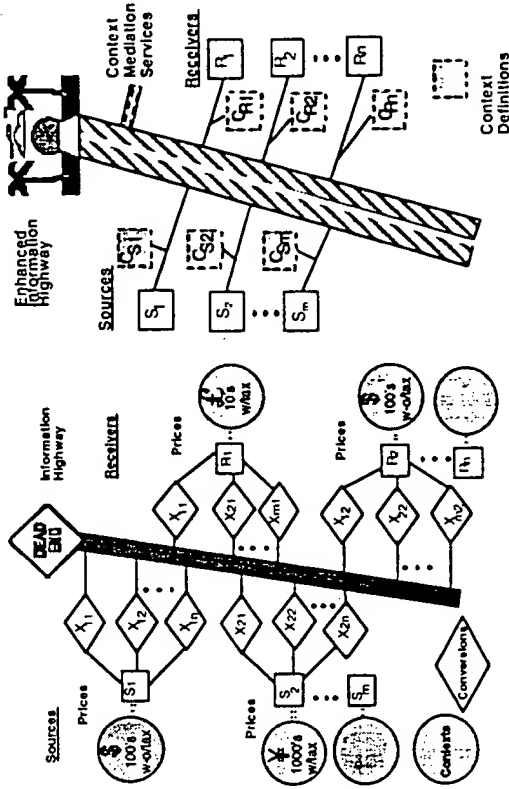 Information
Highway
DEAD
END
Sources
Receivers
Prices
$
100's
w-o/tax
S1
X11
X12
X1n
X11
X21
Xm1
R1
Prices
£
10's
w/tax
Prices
¥
1000's
w/tax
S2
Sm
X21
X22
X2n
X12
X22
Xm2
R2
Rn
Prices
$
100's
w-o/tax
Contexts
Conversions
Enhanced
Information
Highway
Context
Mediation
Services
Sources
Receivers
S1
S2
Sm
CS1
CS2
CSm
CR1
CR2
CRn
R1
R2
Rn
Context
Definitions